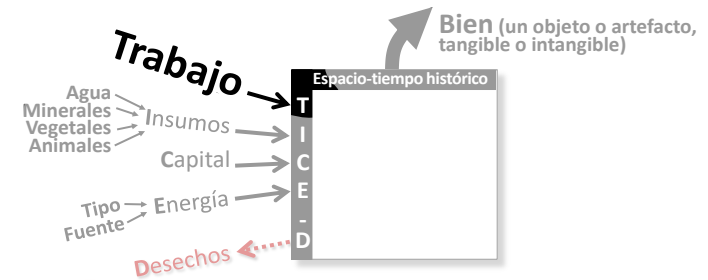 Bien (un objeto o artefacto,
tangible o intangible)
Trabajo
Espacio-tiempo histórico
Agua
Minerales
Vegetales
Animales
Insumos
Capital
Tipo
Fuente
Energía
Desechos
T
I
C
E
-
D